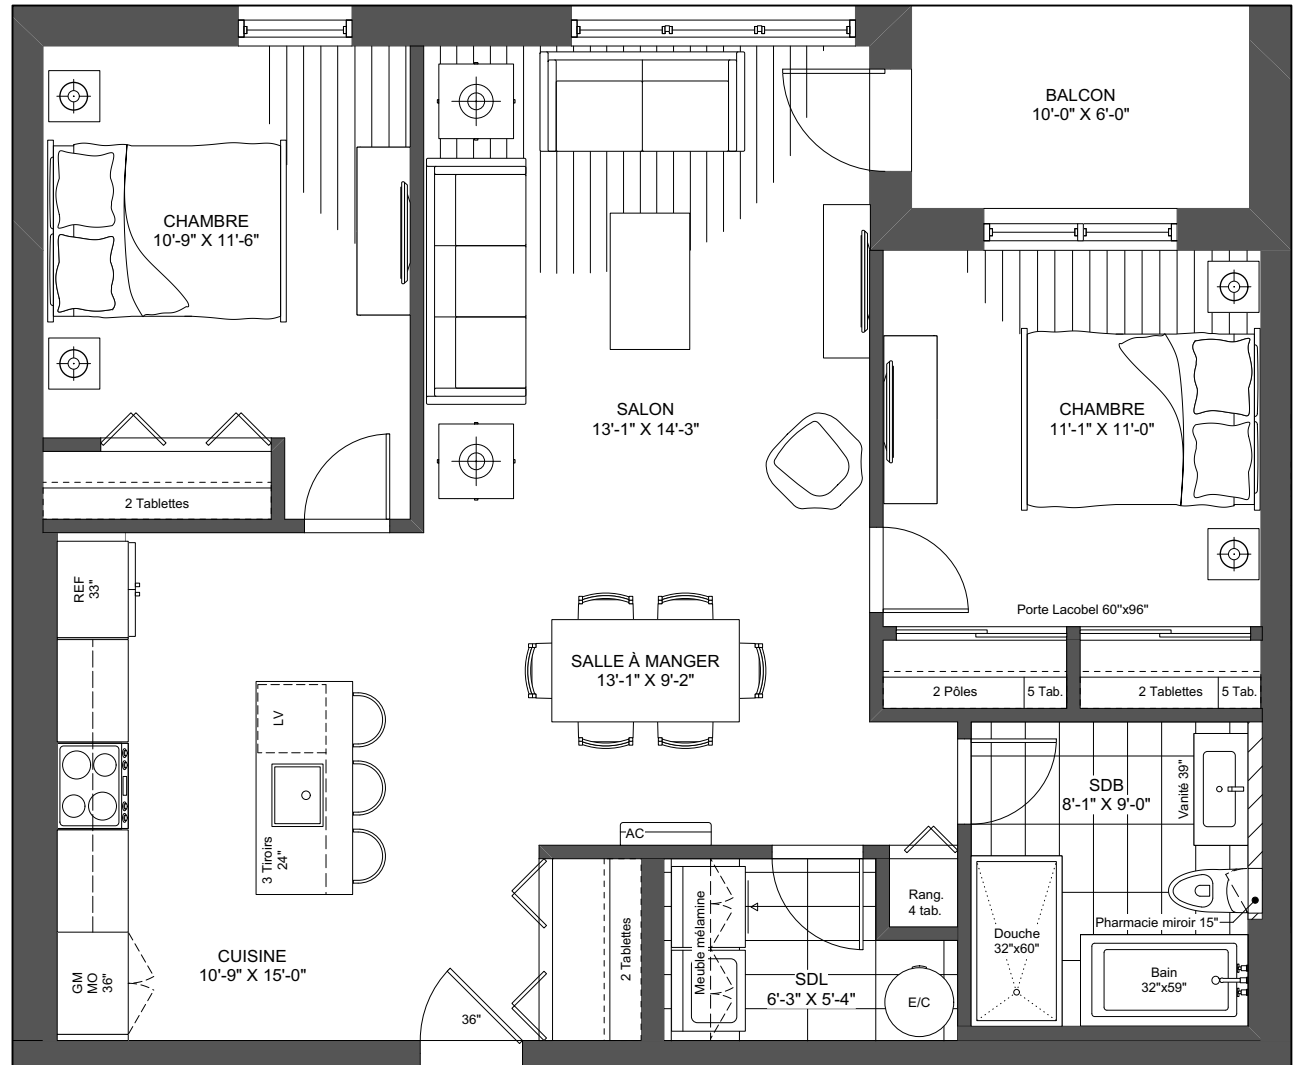 BALCON
10'-0" X 6'-0"
CHAMBRE
10'-9" X 11'-6"
SALON
13'-1" X 14'-3"
CHAMBRE
11'-1" X 11'-0"
2 Tablettes
REF
33"
Porte Lacobel 60"x96"
SALLE À MANGER
13'-1" X 9'-2"
2 Pôles
5 Tab.
2 Tablettes
5 Tab.
LV
3 Tiroirs
24"
AC
SDB
8'-1" X 9'-0"
Vanité 39"
Rang.
4 tab.
Pharmacie miroir 15"
Douche
32"x60"
Bain
32"x59"
Meuble mélamine
2 Tablettes
SDL
6'-3" X 5'-4"
E/C
CUISINE
10'-9" X 15'-0"
GM
MO
36"
36"